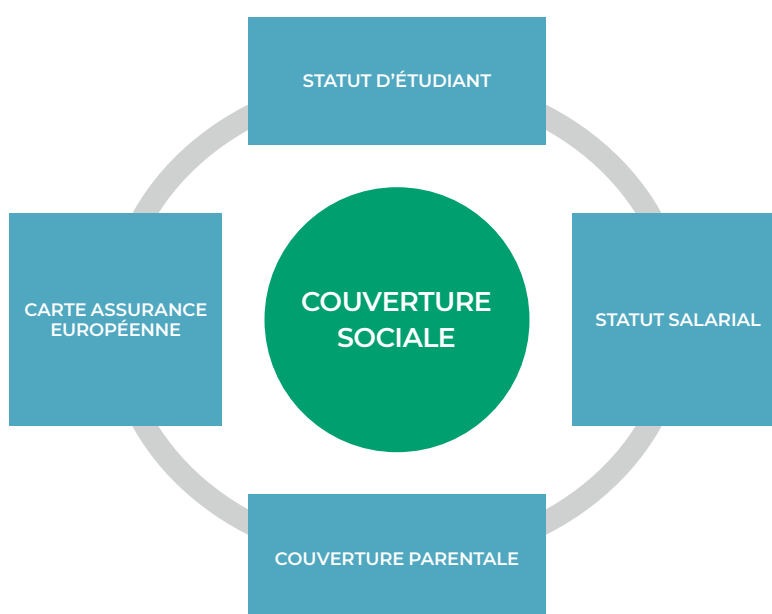 STATUT D'ÉTUDIANT
CARTE ASSURANCE
EUROPÉENNE
COUVERTURE
SOCIALE
STATUT SALARIAL
COUVERTURE PARENTALE